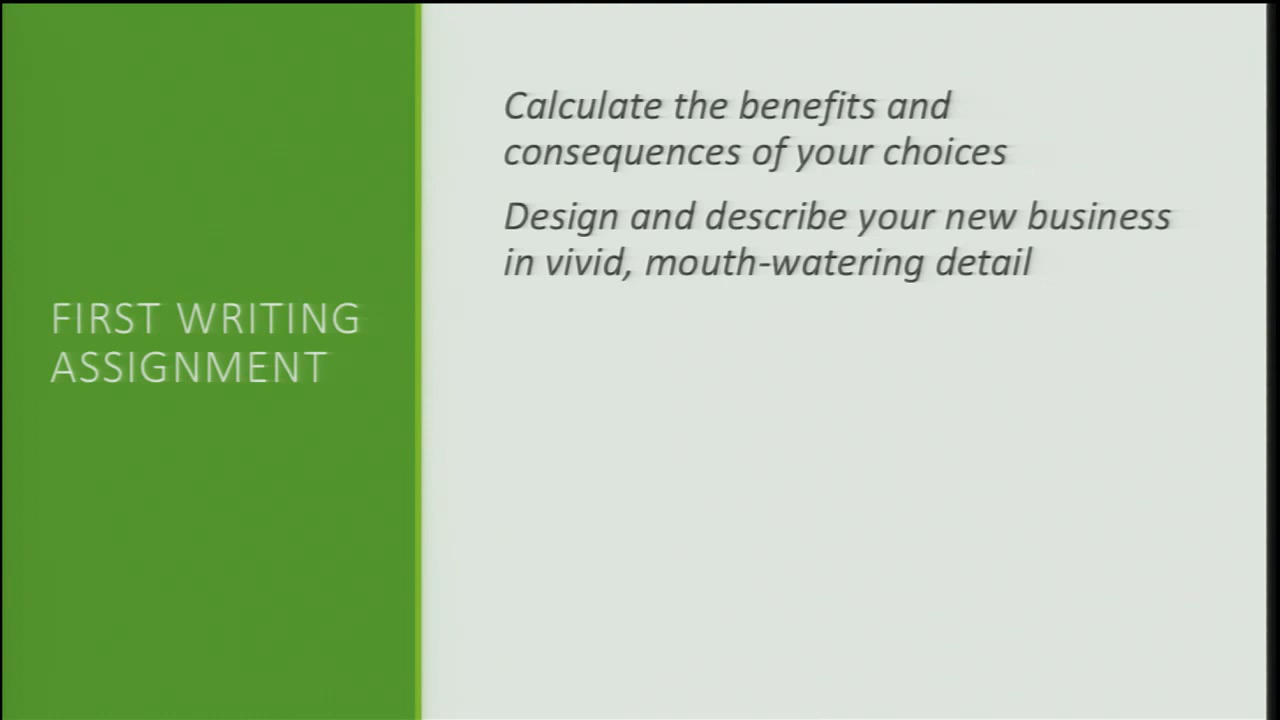 FIRST WRITING
ASSIGNMENT
Calculate the benefits and
consequences of your choices
Design and describe your new business
in vivid, mouth-watering detail